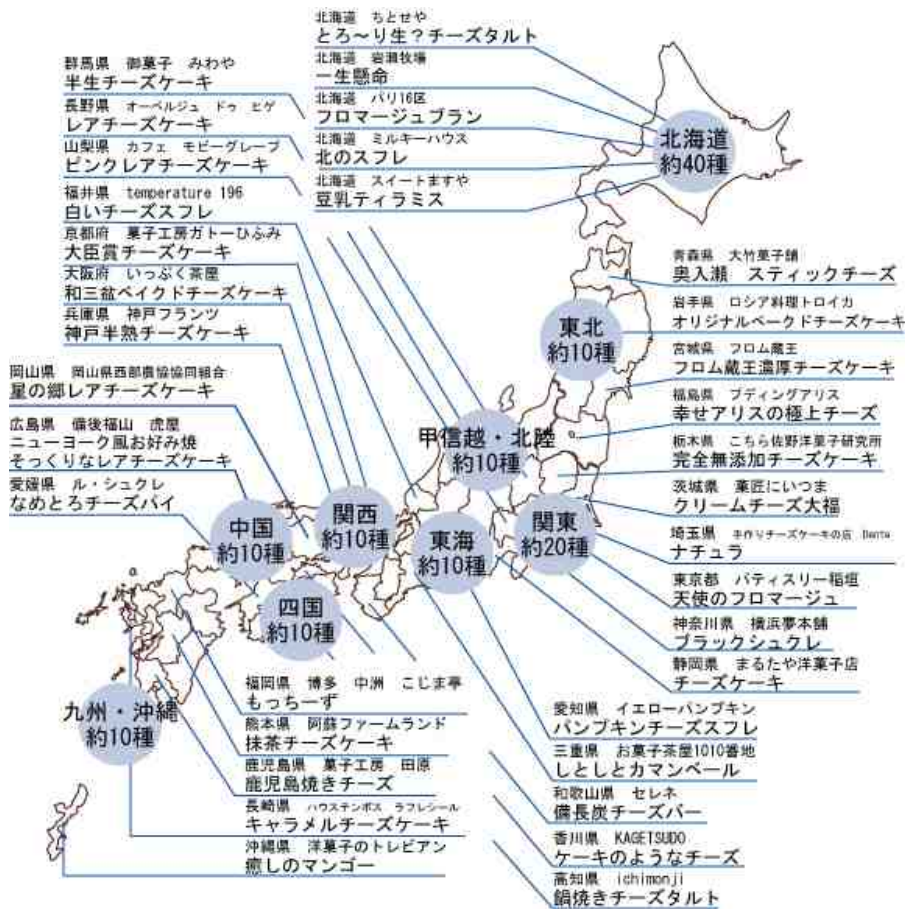 北海道 ちとせや
とろ~り生?チーズタルト
北海道 岩瀬牧場
一生懸命
北海道 パリ16区
フロマージュブラン
北海道 ミルキーハウス
北のスフレ
北海道 スイートますや
豆乳ティラミス
群馬県 御菓子 みわや
半生チーズケーキ
長野県 オーベルジュ ドゥ ヒゲ
レアチーズケーキ
山梨県 カフェ モビーグレープ
ピンクレアチーズケーキ
福井県 temperature 196
白いチーズスフレ
京都府 菓子工房ガトーひふみ
大臣賞チーズケーキ
大阪府 いっぷく茶屋
和三盆ベイクドチーズケーキ
兵庫県 神戸フランツ
神戸半熟チーズケーキ
岡山県 岡山県西部農協協同組合
星の郷レアチーズケーキ
広島県 備後福山 虎屋
ニューヨーク風お好み焼
そっくりなレアチーズケーキ
愛媛県 ル・シュクレ
なめとろチーズパイ
北海道
約40種
東北
約10種
甲信越・北陸
約10種
関東
約20種
東海
約10種
関西
約10種
中国
約10種
四国
約10種
九州・沖縄
約10種
青森県 大竹菓子舗
奥入瀬 スティックチーズ
岩手県 ロシア料理トロイカ
オリジナルベークドチーズケーキ
宮城県 フロム蔵王
フロム蔵王濃厚チーズケーキ
福島県 プディングアリス
幸せアリスの極上チーズ
栃木県 こちら佐野洋菓子研究所
完全無添加チーズケーキ
茨城県 菓匠にいつま
クリームチーズ大福
埼玉県 手作りチーズケーキの店 Dante
ナチュラ
東京都 パティスリー稲垣
天使のフロマージュ
神奈川県 横浜夢本舗
ブラックシュクレ
静岡県 まるたや洋菓子店
チーズケーキ
愛知県 イエローパンプキン
パンプキンチーズスフレ
三重県 お菓子茶屋1010番地
しとしとカマンベール
和歌山県 セレネ
備長炭チーズバー
香川県 KAGETSUDO
ケーキのようなチーズ
高知県 ichimonji
鍋焼きチーズタルト
福岡県 博多 中洲 こじま亭
もっちーず
熊本県 阿蘇ファームランド
抹茶チーズケーキ
鹿児島県 菓子工房 田原
鹿児島焼きチーズ
長崎県 ハウステンボス ラフレシール
キャラメルチーズケーキ
沖縄県 洋菓子のトレビアン
癒しのマンゴー